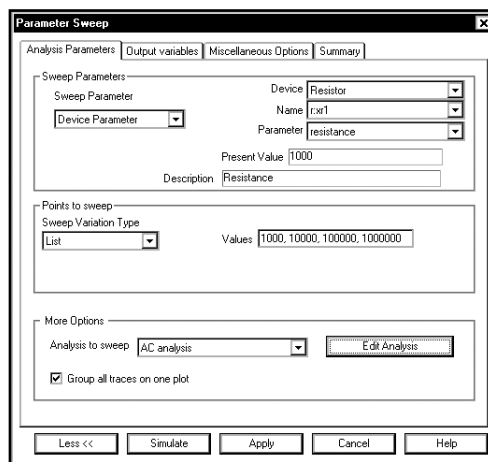 Parameter Sweep
Analysis Parameters Output variables Miscellaneous Options Summary
Sweep Parameters
Sweep Parameter
Device Parameter
Device Resistor
Name r:xr1
Parameter resistance
Present Value 1000
Description Resistance
Points to sweep
Sweep Variation Type
List
Values 1000, 10000, 100000, 1000000
More Options
Analysis to sweep AC analysis Edit Analysis
Group all traces on one plot
Less << Simulate Apply Cancel Help